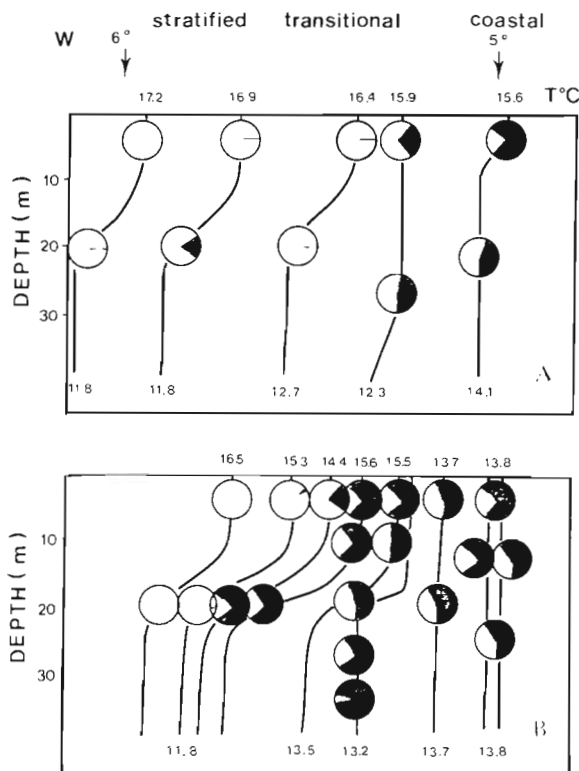 stratified transitional coastal
W 6° 5°
17.2 16.9 16.4 15.9 15.6 T°C
DEPTH (m)
10
20
30
11.8 11.8 12.7 12.3 14.1
A
16.5 15.3 14.4 15.6 15.5 13.7 13.8
DEPTH (m)
10
20
30
11.8 13.5 13.2 13.7 13.8
B